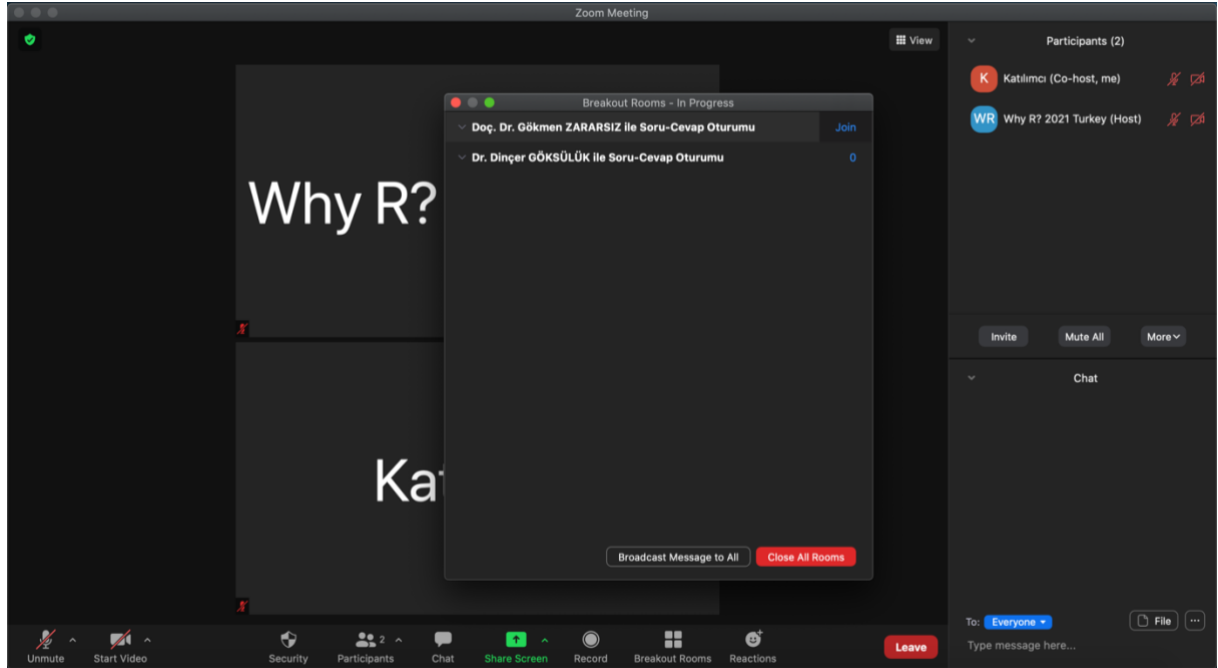 Zoom Meeting
View
Why R?
Kat
Breakout Rooms - In Progress
Doç. Dr. Gökmen ZARARSIZ ile Soru-Cevap Oturumu
Join
Dr. Dinçer GÖKSÜLÜK ile Soru-Cevap Oturumu
0
Broadcast Message to All
Close All Rooms
Participants (2)
K
Katılımcı (Co-host, me)
WR
Why R? 2021 Turkey (Host)
Invite
Mute All
More
Chat
To: Everyone
File
Type message here...
Unmute
Start Video
Security
Participants
2
Chat
Share Screen
Record
Breakout Rooms
Reactions
Leave